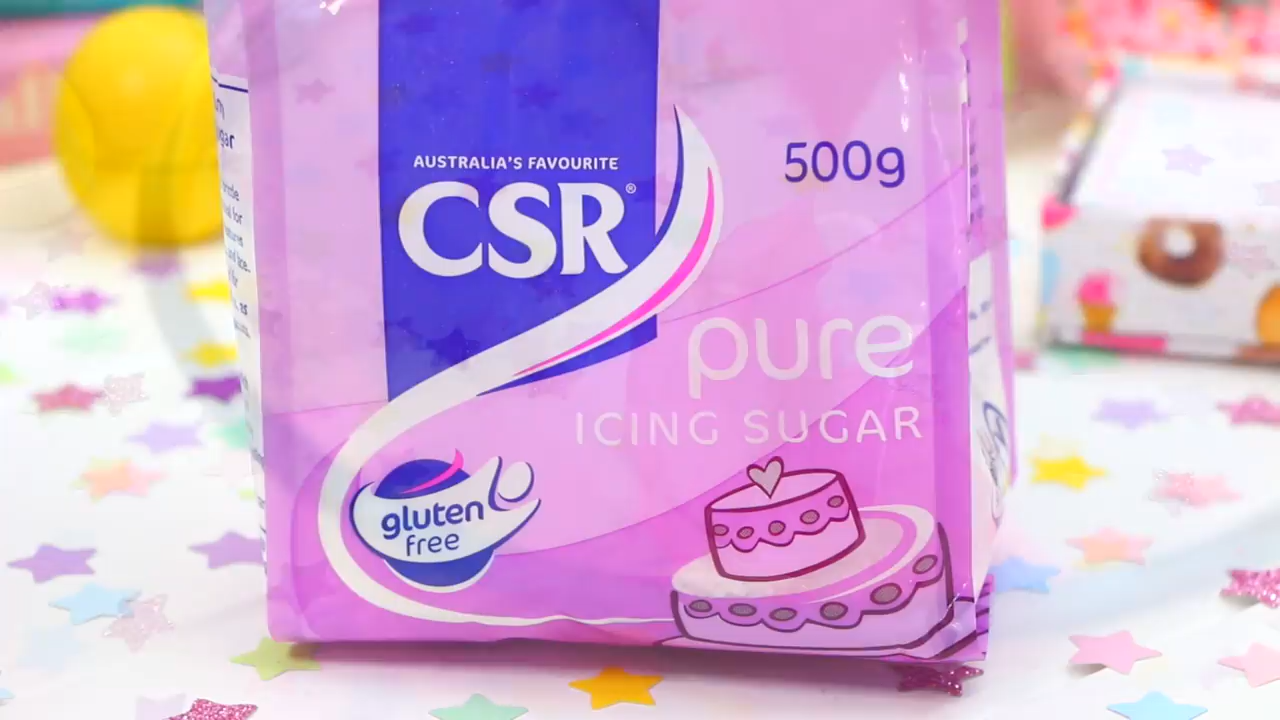 AUSTRALIA'S FAVOURITE
CSR®
500g
pure
ICING SUGAR
gluten
free